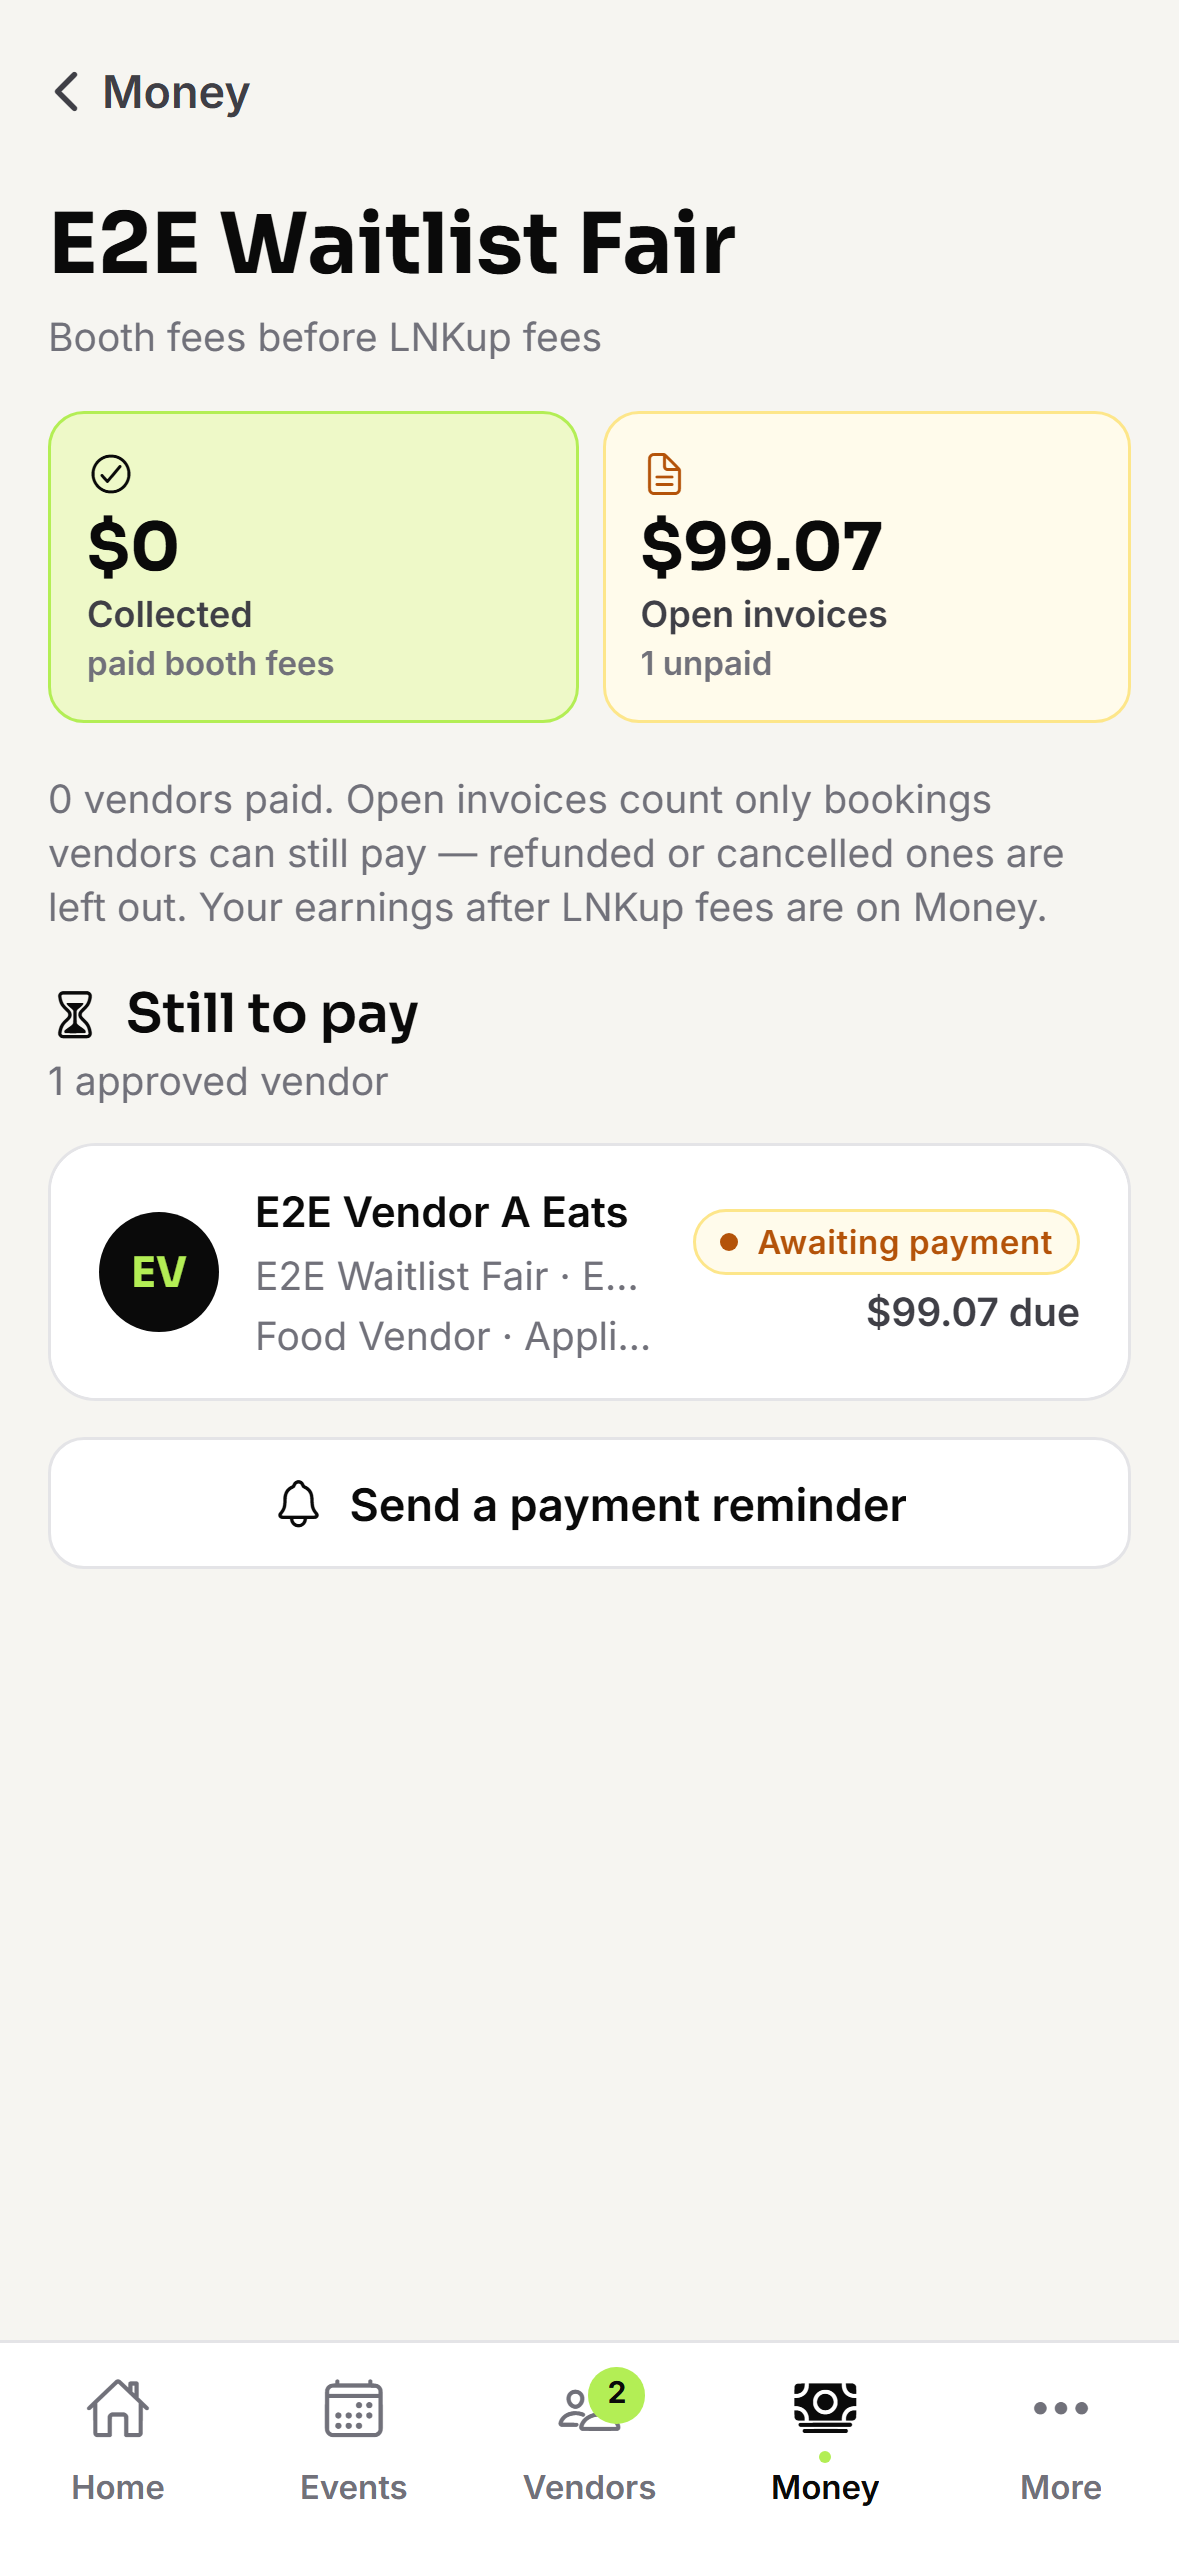 Money
E2E Waitlist Fair
Booth fees before LNKup fees
$0
Collected
paid booth fees
$99.07
Open invoices
1 unpaid
0 vendors paid. Open invoices count only bookings
vendors can still pay — refunded or cancelled ones are
left out. Your earnings after LNKup fees are on Money.
Still to pay
1 approved vendor
EV
E2E Vendor A Eats
E2E Waitlist Fair · E...
Food Vendor · Appli...
Awaiting payment
$99.07 due
Send a payment reminder
2
Home
Events
Vendors
Money
More